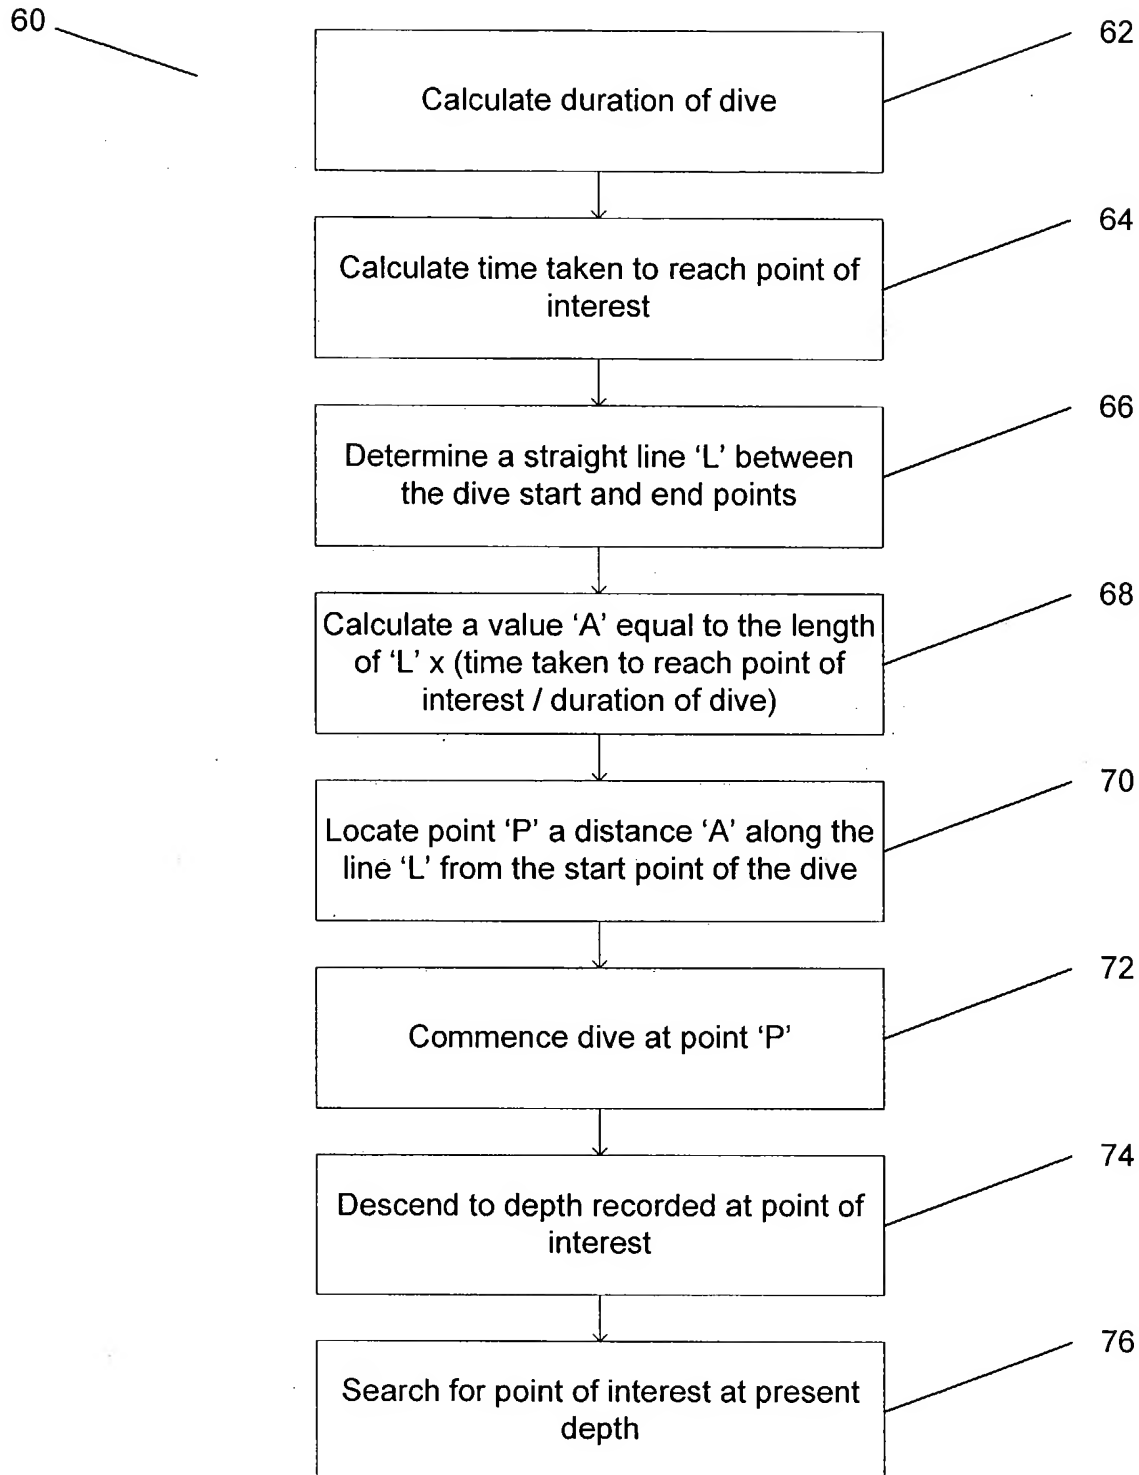 60
62
Calculate duration of dive
64
Calculate time taken to reach point of
interest
66
Determine a straight line ‘L’ between
the dive start and end points
68
Calculate a value ‘A’ equal to the length
of ‘L’ x (time taken to reach point of
interest / duration of dive)
70
Locate point ‘P’ a distance ‘A’ along the
line ‘L’ from the start point of the dive
72
Commence dive at point ‘P’
74
Descend to depth recorded at point of
interest
76
Search for point of interest at present
depth